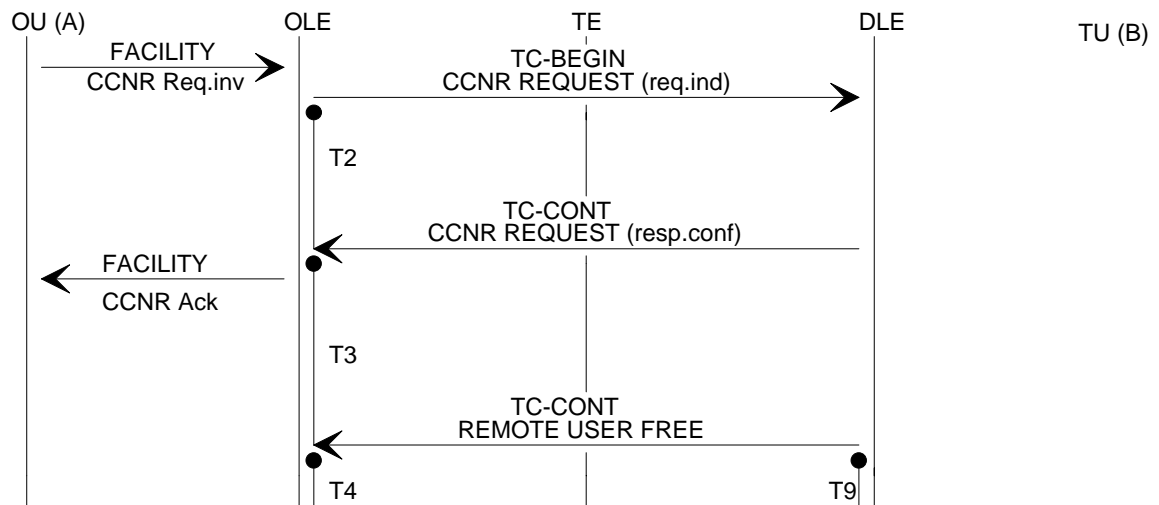 OU (A) OLE TE DLE TU (B)
FACILITY
CCNR Req.inv
TC-BEGIN
CCNR REQUEST (req.ind)
T2
TC-CONT
CCNR REQUEST (resp.conf)
FACILITY
CCNR Ack
T3
TC-CONT
REMOTE USER FREE
T4 T9